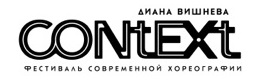 ДИАНА ВИШНЕВА
CONTEXT
ФЕСТИВАЛЬ СОВРЕМЕННОЙ ХОРЕОГРАФИИ